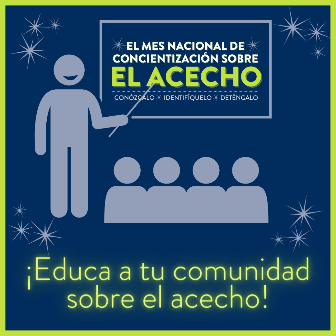 EL MES NACIONAL DE
CONCIENTIZACIÓN SOBRE
EL ACECHO
CONÓZCALO × IDENTIFÍQUELO × DETÉNGALO
¡Educa a tu comunidad
sobre el acecho!